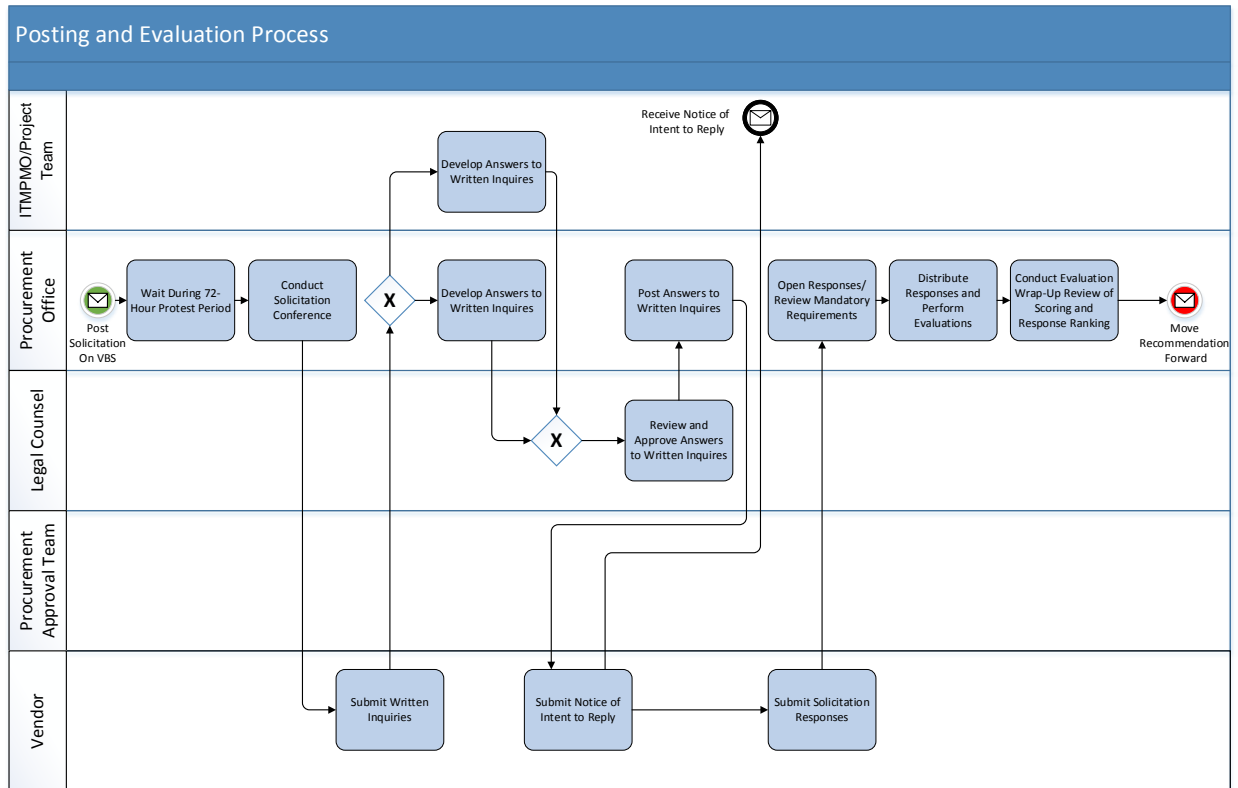 Posting and Evaluation Process
ITMPMO/Project
Team
Receive Notice of
Intent to Reply
Develop Answers to
Written Inquires
Procurement
Office
Post
Solicitation
On VBS
Wait During 72-
Hour Protest Period
Conduct
Solicitation
Conference
X
Develop Answers to
Written Inquires
Post Answers to
Written Inquires
Open Responses/
Review Mandatory
Requirements
Distribute
Responses and
Perform
Evaluations
Conduct Evaluation
Wrap-Up Review of
Scoring and
Response Ranking
Move
Recommendation
Forward
Legal Counsel
X
Review and
Approve Answers
to Written Inquires
Procurement
Approval Team
Vendor
Submit Written
Inquiries
Submit Notice of
Intent to Reply
Submit Solicitation
Responses